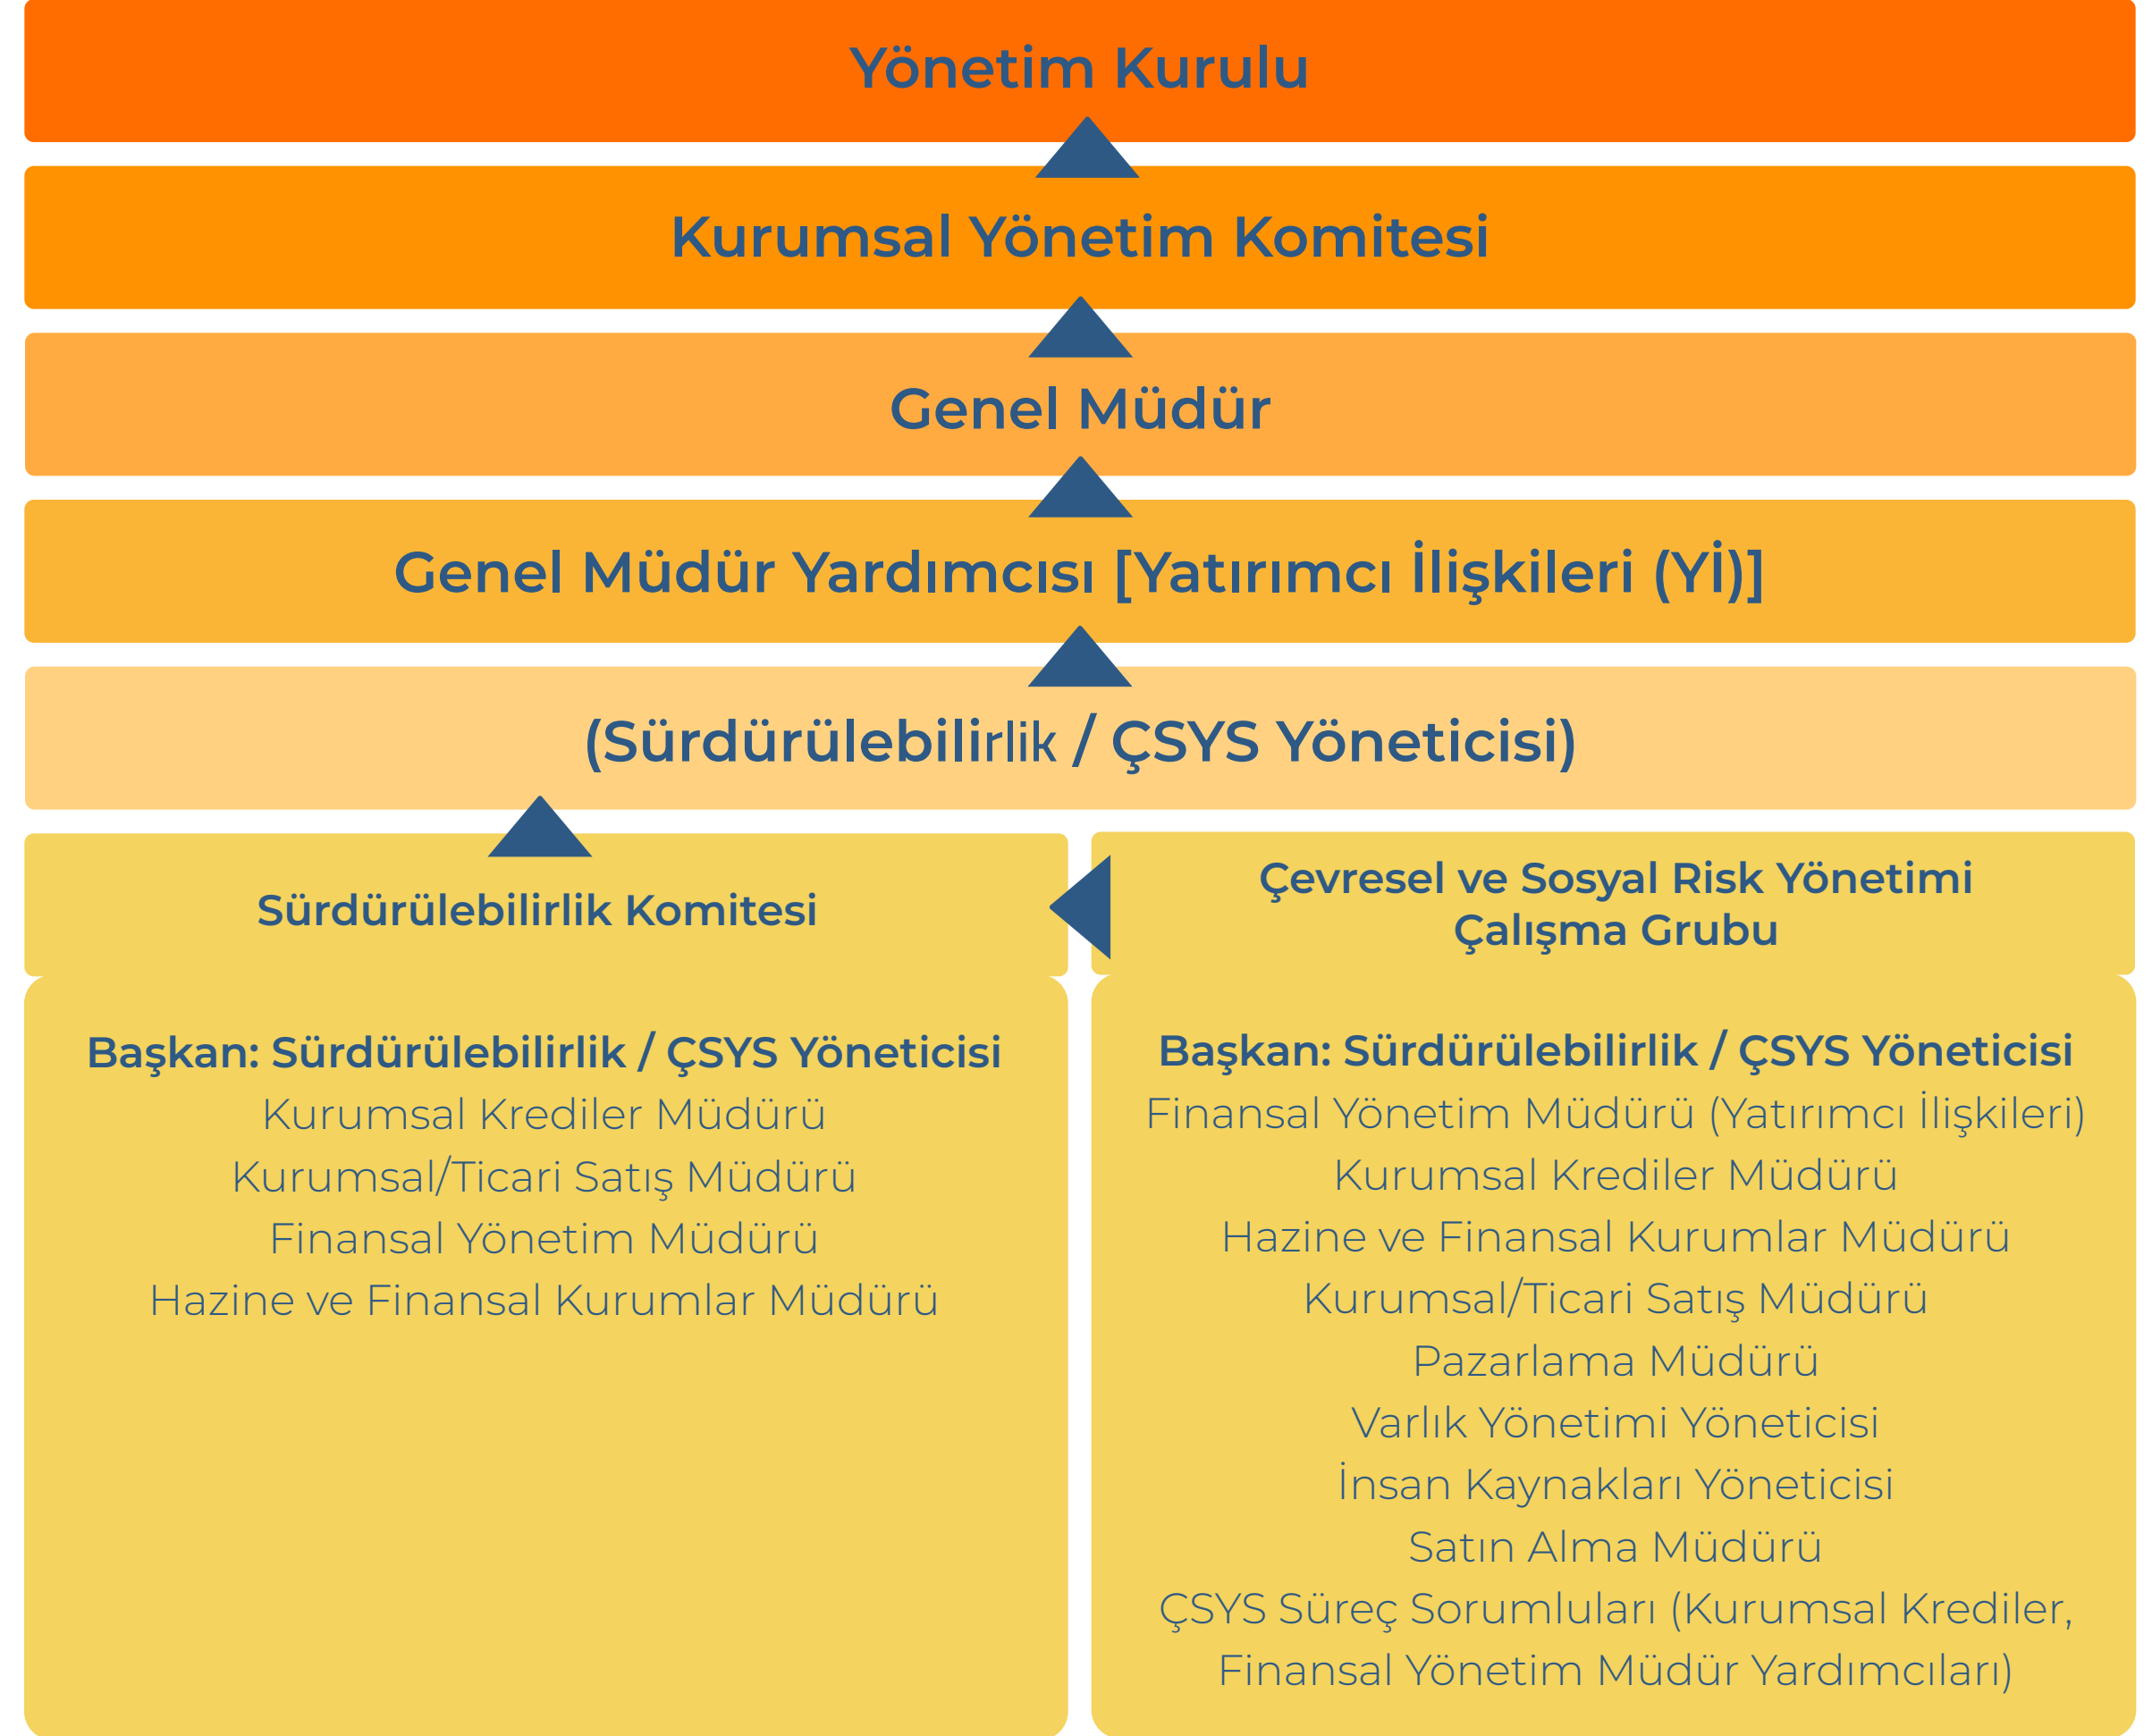 Yönetim Kurulu
Kurumsal Yönetim Komitesi
Genel Müdür
Genel Müdür Yardımcısı [Yatırımcı İlişkileri (Yİ)]
(Sürdürülebilirlik / ÇSYS Yöneticisi)
Sürdürülebilirlik Komitesi
Başkan: Sürdürülebilirlik / ÇSYS Yöneticisi
Kurumsal Krediler Müdürü
Kurumsal/Ticari Satış Müdürü
Finansal Yönetim Müdürü
Hazine ve Finansal Kurumlar Müdürü
Çevresel ve Sosyal Risk Yönetimi
Çalışma Grubu
Başkan: Sürdürülebilirlik / ÇSYS Yöneticisi
Finansal Yönetim Müdürü (Yatırımcı İlişkileri)
Kurumsal Krediler Müdürü
Hazine ve Finansal Kurumlar Müdürü
Kurumsal/Ticari Satış Müdürü
Pazarlama Müdürü
Varlık Yönetimi Yöneticisi
İnsan Kaynakları Yöneticisi
Satın Alma Müdürü
ÇSYS Süreç Sorumluları (Kurumsal Krediler,
Finansal Yönetim Müdür Yardımcıları)